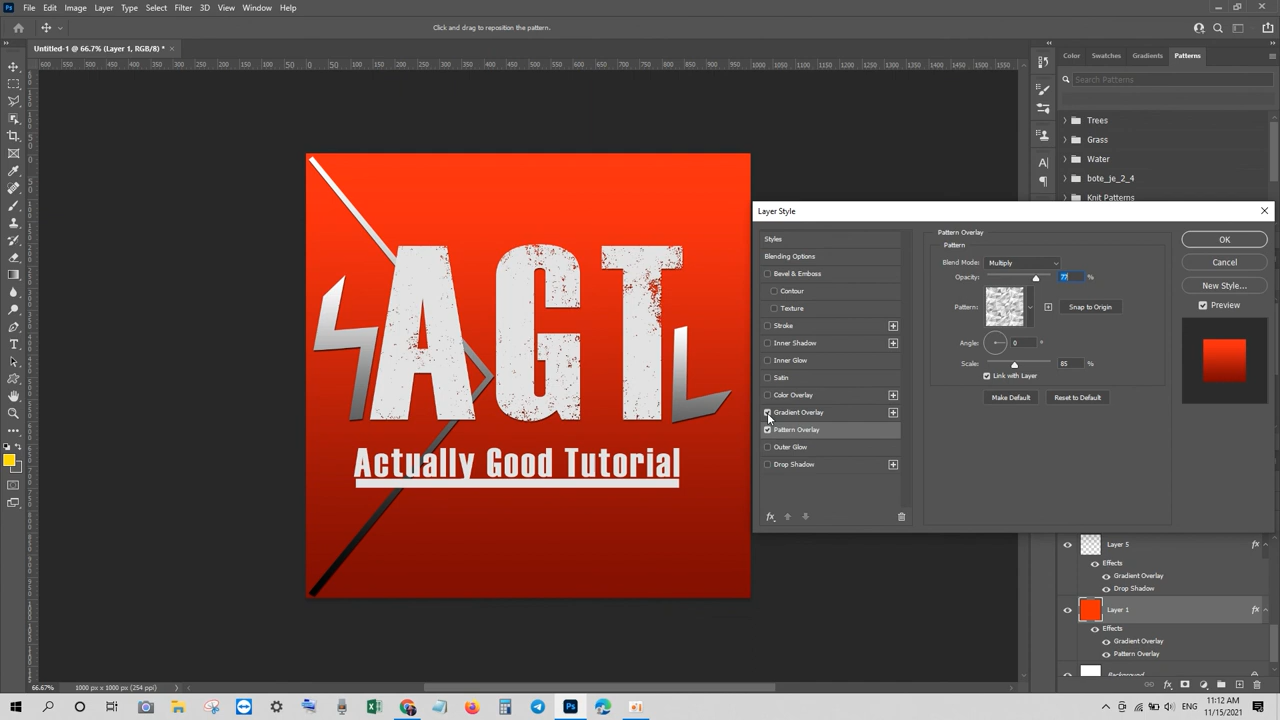 File Edit Image Layer Type Select Filter 3D View Window Help
Click and drag to reposition the pattern.
Untitled-1 @ 66.7% (Layer 1, RGB/8) *
Color Swatches Gradients Patterns
Search Patterns
Trees
Grass
Water
bote_je_2_4
Knit Patterns
AGT
Actually Good Tutorial
Layer Style
Styles
Blending Options
Bevel & Emboss
Contour
Texture
Stroke
Inner Shadow
Inner Glow
Satin
Color Overlay
Gradient Overlay
Pattern Overlay
Outer Glow
Drop Shadow
Pattern Overlay
Pattern
Blend Mode: Multiply
Opacity: 77 %
Pattern: Snap to Origin
Angle: 0 °
Scale: 85 %
Link with Layer
Make Default Reset to Default
OK
Cancel
New Style...
Preview
Layer 5 fx
Effects
Gradient Overlay
Drop Shadow
Layer 1 fx
Effects
Gradient Overlay
Pattern Overlay
Background
66.67% 1000 px x 1000 px (254 ppi)
ENG
11:12 AM
11/15/2021